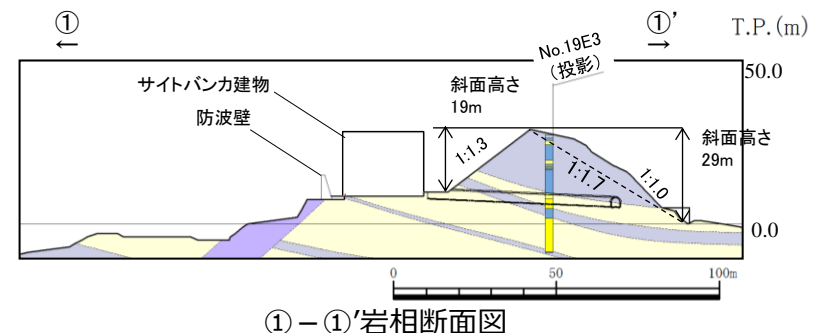 ①
①’
T.P.(m)
←
→
No.19E3
（投影）
50.0
サイトバンカ建物
斜面高さ
19m
防波壁
斜面高さ
29m
1:1.3
1:1.7
1:1.0
0.0
0
50
100m
①－①’岩相断面図